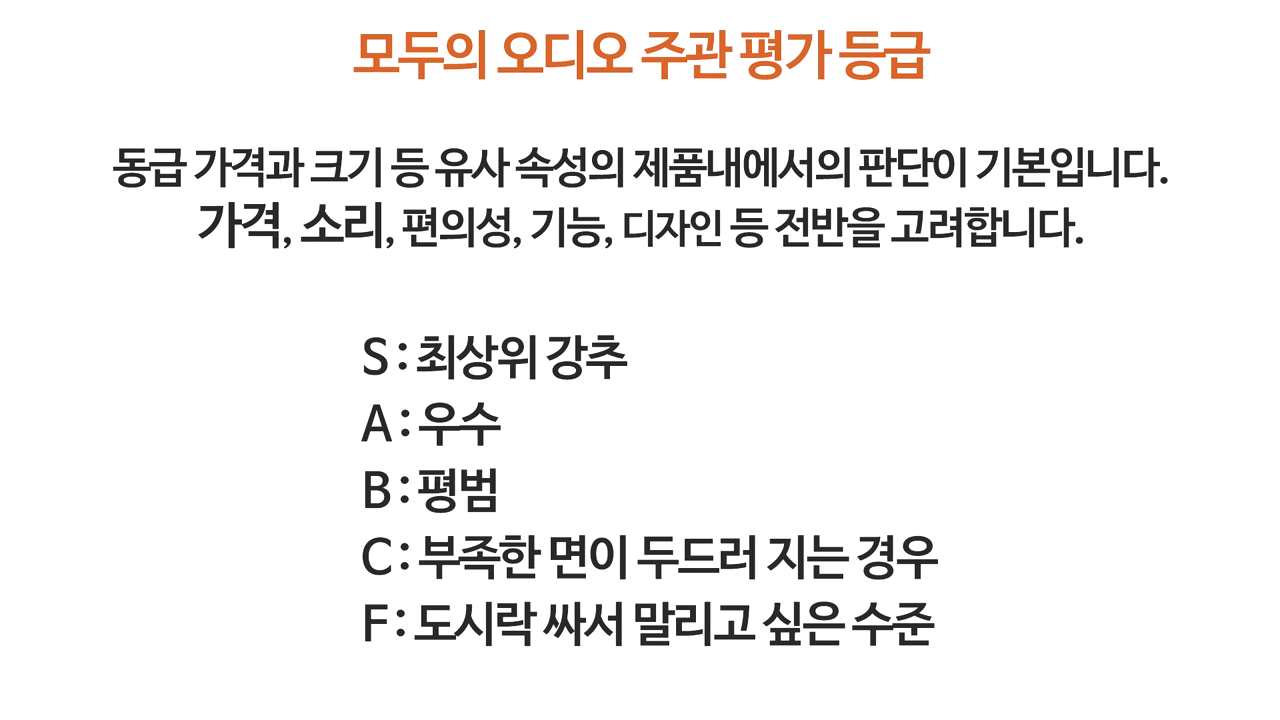 모두의 오디오 주관 평가 등급
동급 가격과 크기 등 유사 속성의 제품내에서의 판단이 기본입니다.
가격, 소리, 편의성, 기능, 디자인 등 전반을 고려합니다.
S : 최상위 강추
A : 우수
B : 평범
C : 부족한 면이 두드러 지는 경우
F : 도시락 싸서 말리고 싶은 수준